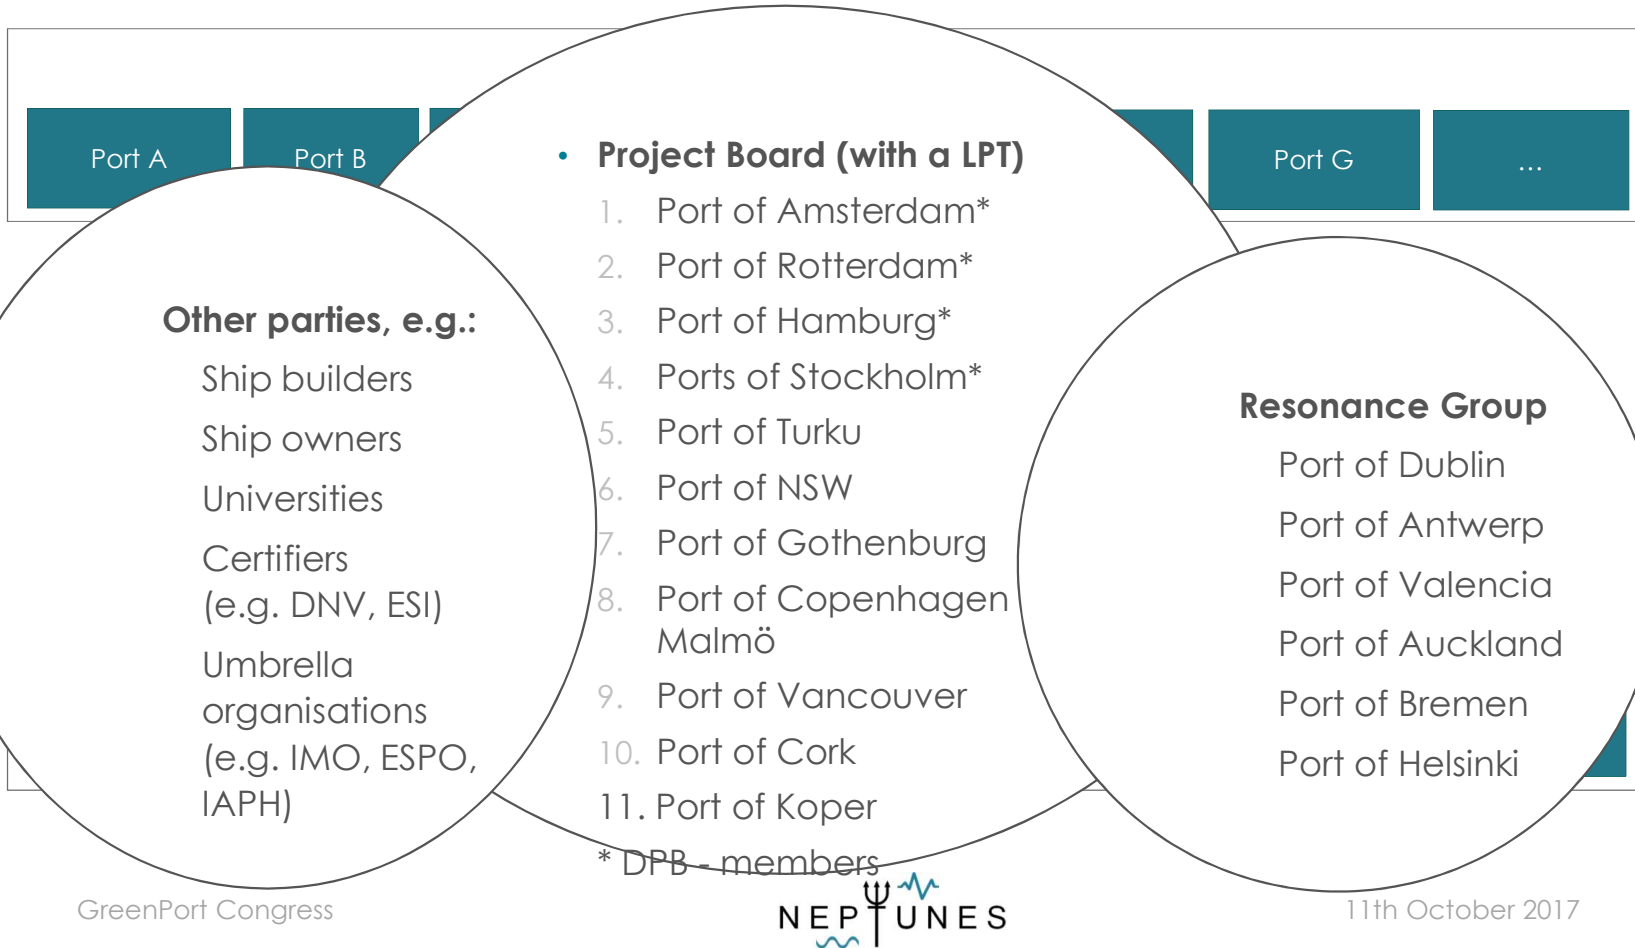 Port A
Port B
Port G
...
• Project Board (with a LPT)
1. Port of Amsterdam*
2. Port of Rotterdam*
3. Port of Hamburg*
4. Ports of Stockholm*
5. Port of Turku
6. Port of NSW
7. Port of Gothenburg
8. Port of Copenhagen
Malmö
9. Port of Vancouver
10. Port of Cork
11. Port of Koper
* DPB - members
Other parties, e.g.:
Ship builders
Ship owners
Universities
Certifiers
(e.g. DNV, ESI)
Umbrella
organisations
(e.g. IMO, ESPO,
IAPH)
Resonance Group
Port of Dublin
Port of Antwerp
Port of Valencia
Port of Auckland
Port of Bremen
Port of Helsinki
GreenPort Congress
NEPTUNES
11th October 2017